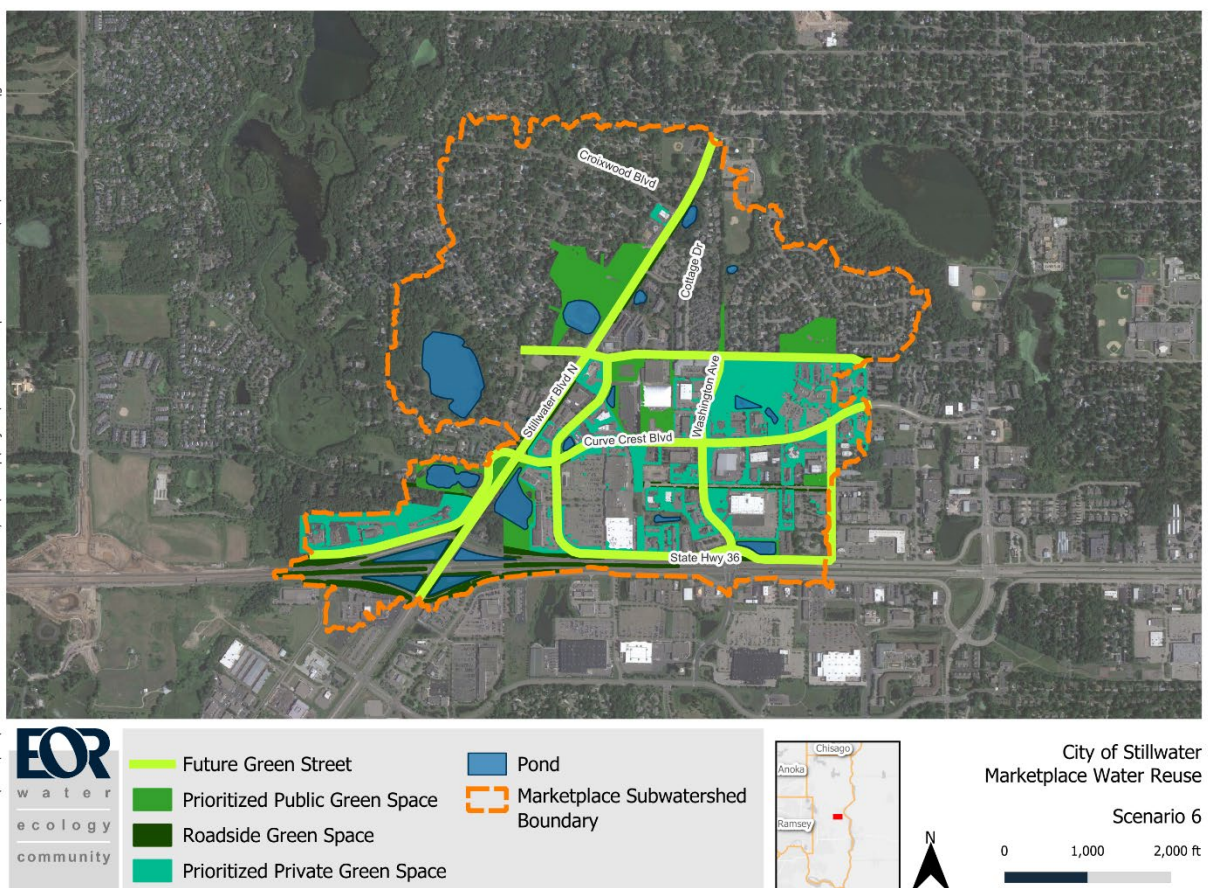 Croixwood Blvd
Cottage Dr
Stillwater Blvd N
Washington Ave
Curve Crest Blvd
State Hwy 36
EOR
water
ecology
community
Future Green Street
Prioritized Public Green Space
Roadside Green Space
Prioritized Private Green Space
Pond
Marketplace Subwatershed
Boundary
Chisago
Anoka
Ramsey
N
City of Stillwater
Marketplace Water Reuse
Scenario 6
0 1,000 2,000 ft